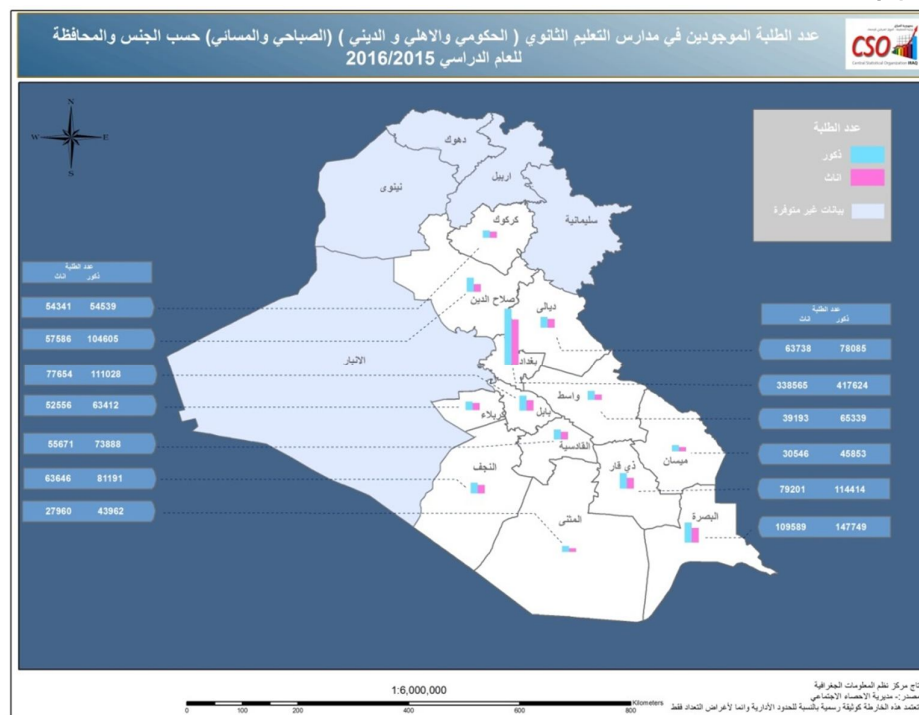 عدد الطلبة الموجودين في مدارس التعليم الثانوي ( الحكومي والاهلي و الديني ) (الصباحي والمسائي) حسب الجنس والمحافظة
للعام الدراسي 2016/2015
CSO
Central Statistical Organization IRAQ
N
W E
S
عدد الطلبة
ذكور
اناث
بيانات غير متوفرة
دهوك
نينوى
اربيل
سليمانية
كركوك
صلاح الدين
ديالى
الانبار
بغداد
واسط
كربلاء
بابل
القادسية
ميسان
النجف
ذي قار
المثنى
البصرة
عدد الطلبة
اناث ذكور
54341 54539
57586 104605
77654 111028
52556 63412
55671 73888
63646 81191
27960 43962
عدد الطلبة
اناث ذكور
63738 78085
338565 417624
39193 65339
30546 45853
79201 114414
109589 147749
1:6,000,000
Kilometers
0 100 200 400 600 800
تاج مركز نظم المعلومات الجغرافية
مصدر:- مديرية الاحصاء الاجتماعي
تعتمد هذه الخارطة كوثيقة رسمية بالنسبة للحدود الأدارية وانما لأغراض التعداد فقط